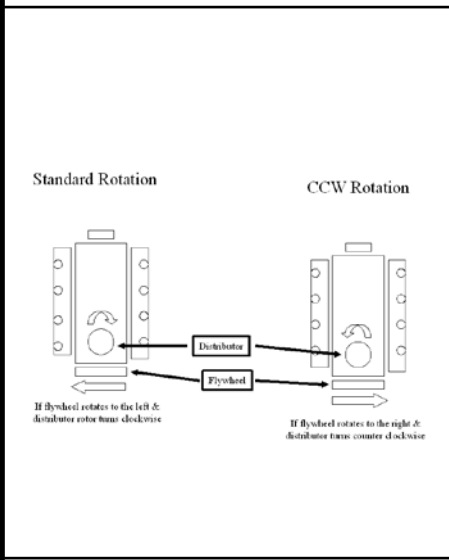 Standard Rotation
CCW Rotation
Distributor
Flywheel
If flywheel rotates to the left &
distributor rotor turns clockwise
If flywheel rotates to the right &
distributor turns counter clockwise